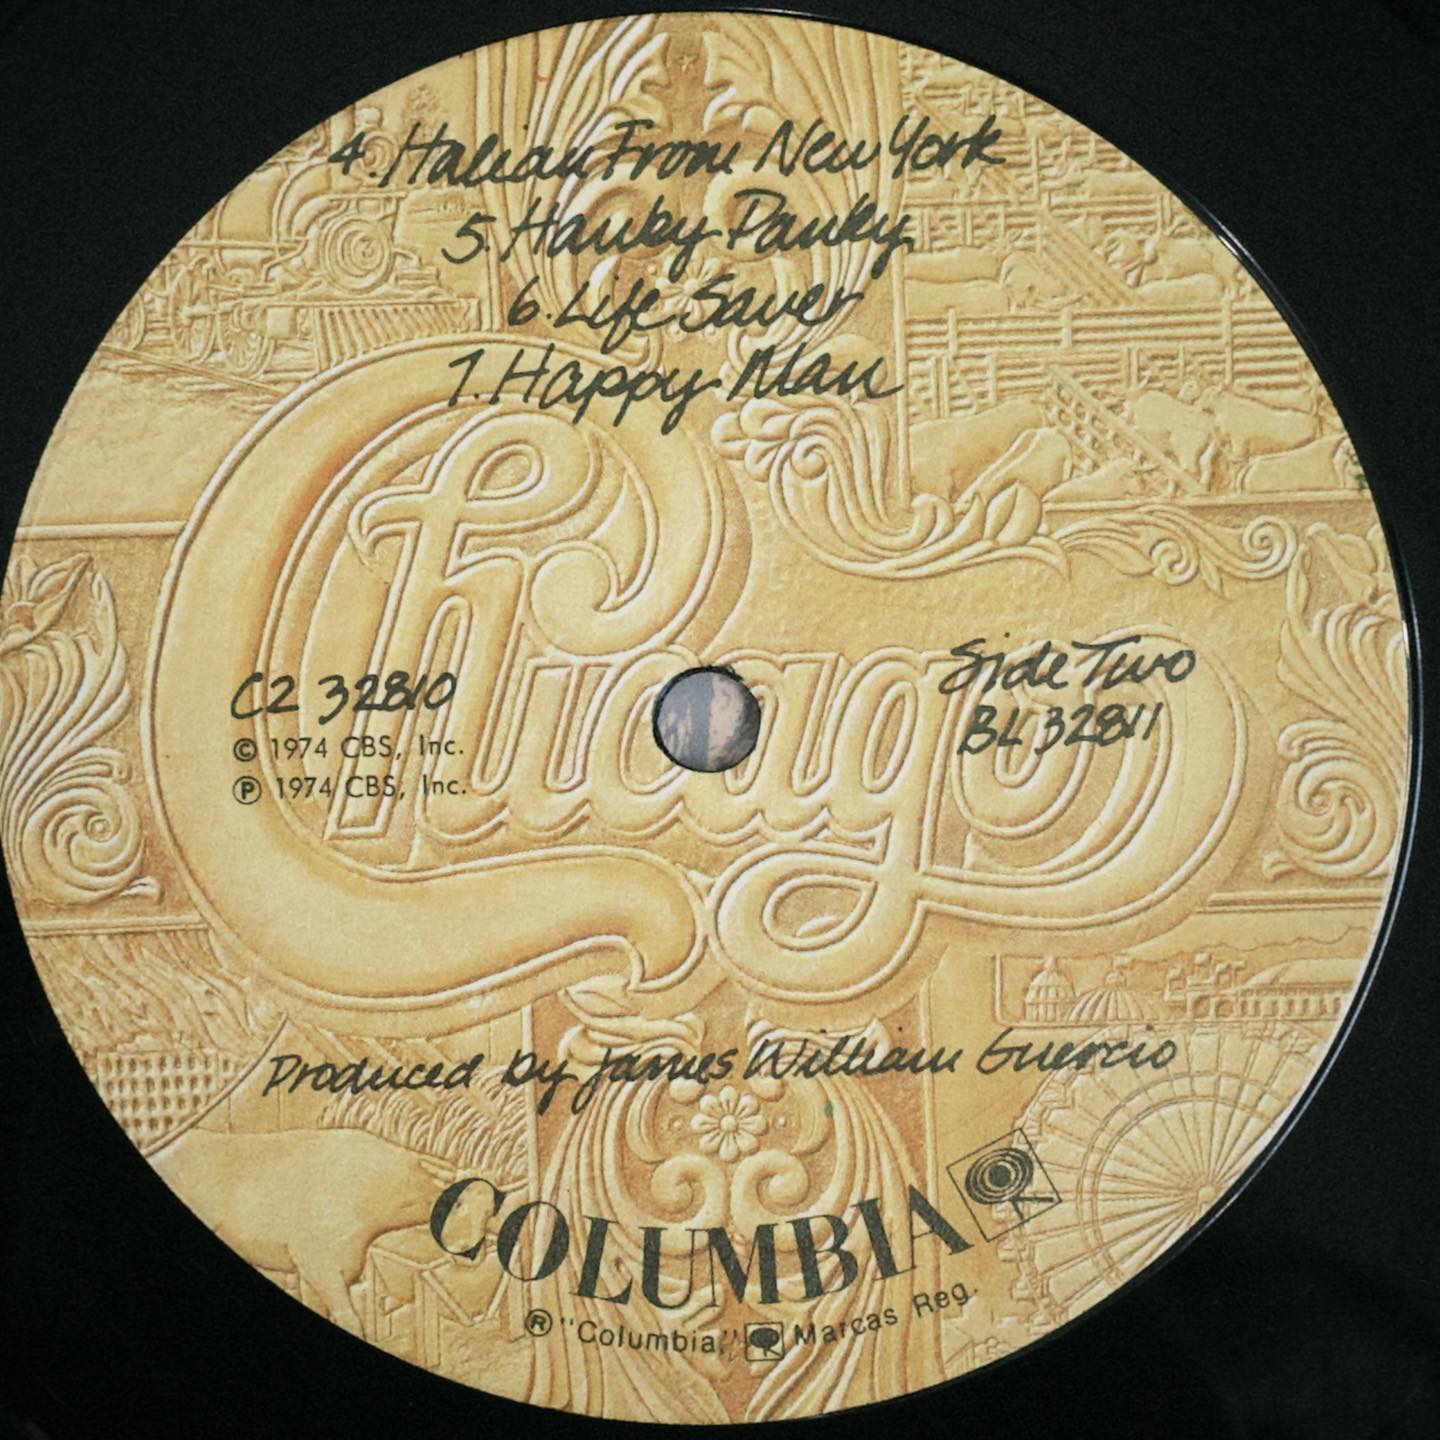 4. Italian From New York
5. Hanky Panky
6. Life Saver
7. Happy Man
Chicago
C2 32810
© 1974 CBS, Inc.
℗ 1974 CBS, Inc.
Side Two
BL 32811
Produced by James William Guercio
COLUMBIA
® "Columbia," Marcas Reg.